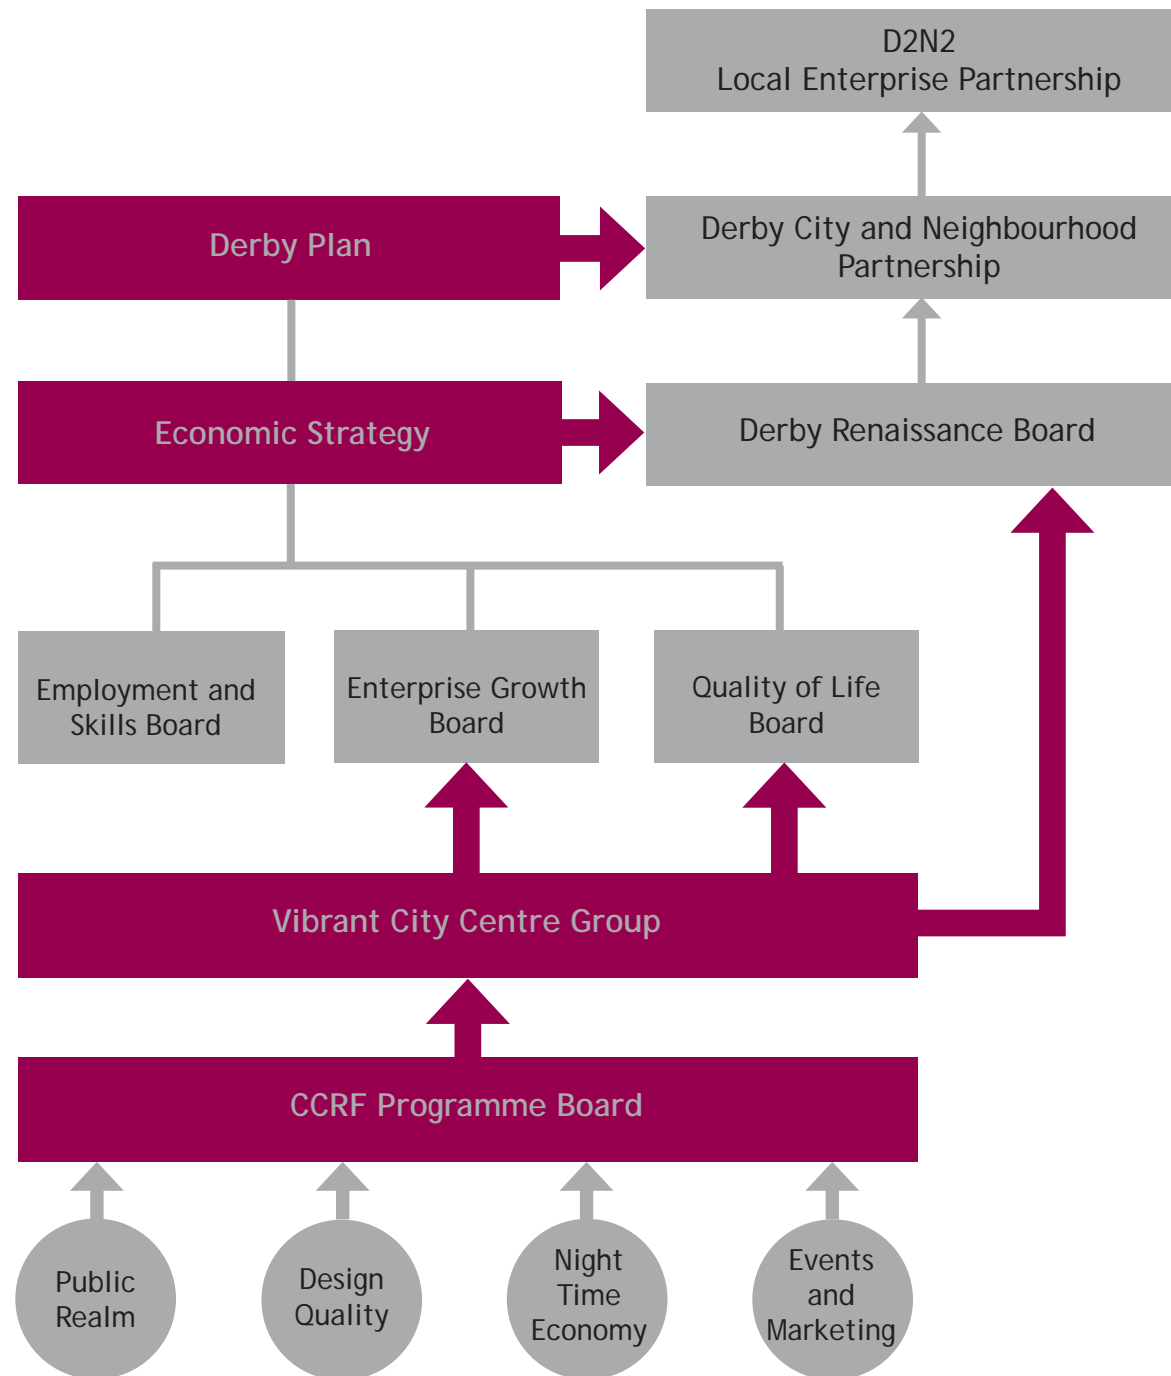 D2N2
Local Enterprise Partnership
Derby Plan
Derby City and Neighbourhood
Partnership
Economic Strategy
Derby Renaissance Board
Employment and
Skills Board
Enterprise Growth
Board
Quality of Life
Board
Vibrant City Centre Group
CCRF Programme Board
Public
Realm
Design
Quality
Night
Time
Economy
Events
and
Marketing